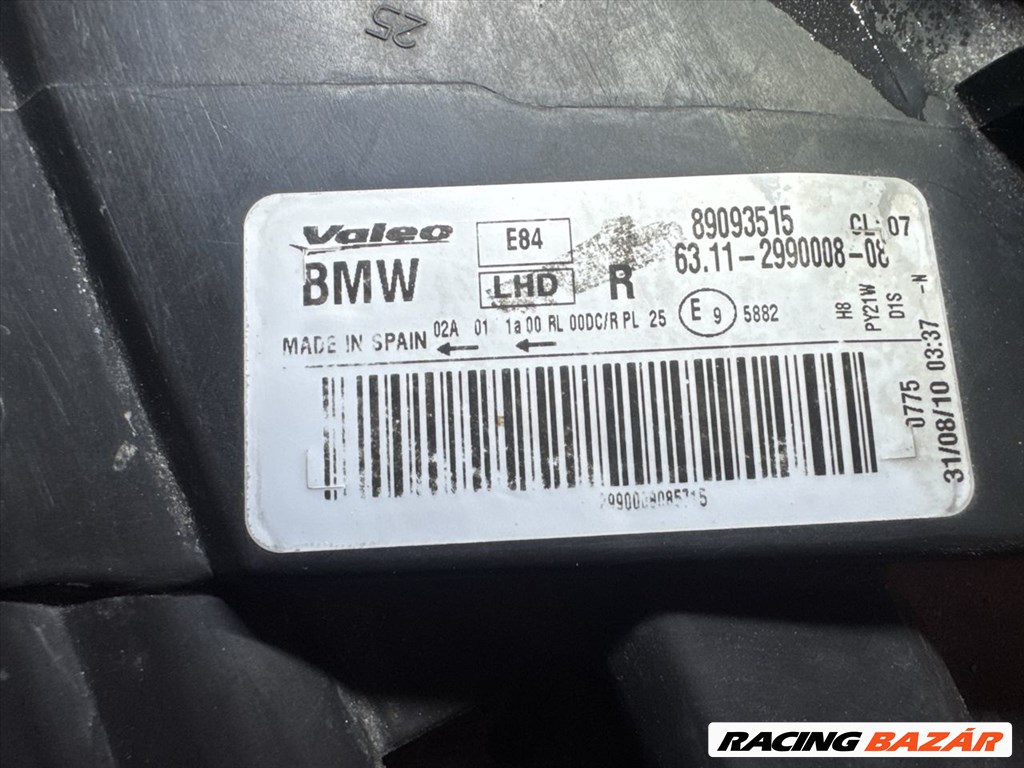 25
Valeo
E84
89093515
CL: 07
BMW
LHD
R
63.11-2990008-08
02A 01 1a 00 RL 00DC/R PL 25
E 9
5882
MADE IN SPAIN
H8
PY21W
D1S
-N
0775
31/08/10 03:37
RACING BAZÁR